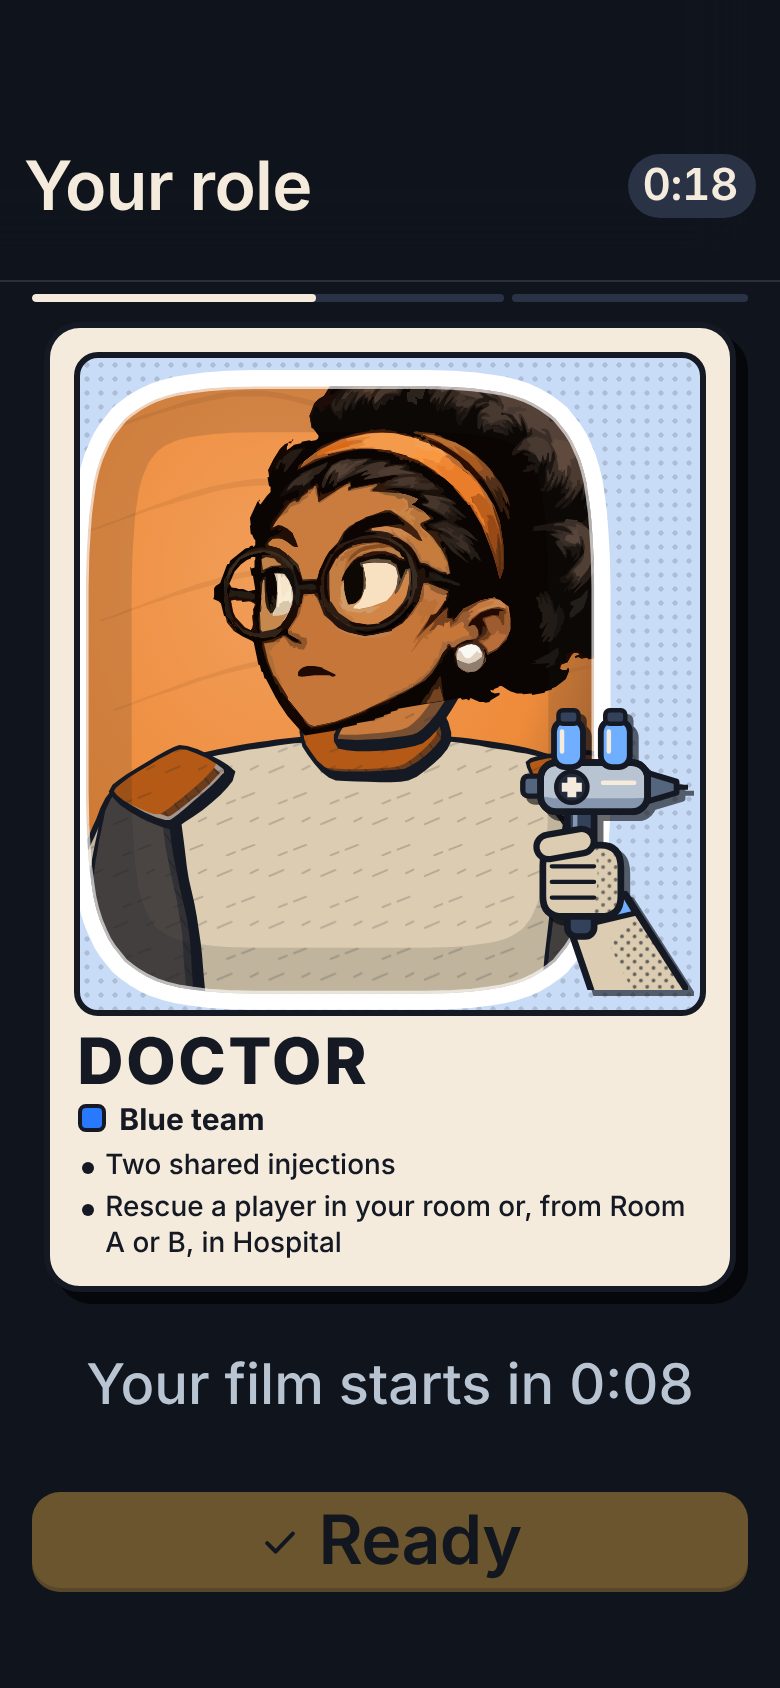 Your role
0:18
DOCTOR
Blue team
• Two shared injections
• Rescue a player in your room or, from Room
A or B, in Hospital
Your film starts in 0:08
✓ Ready